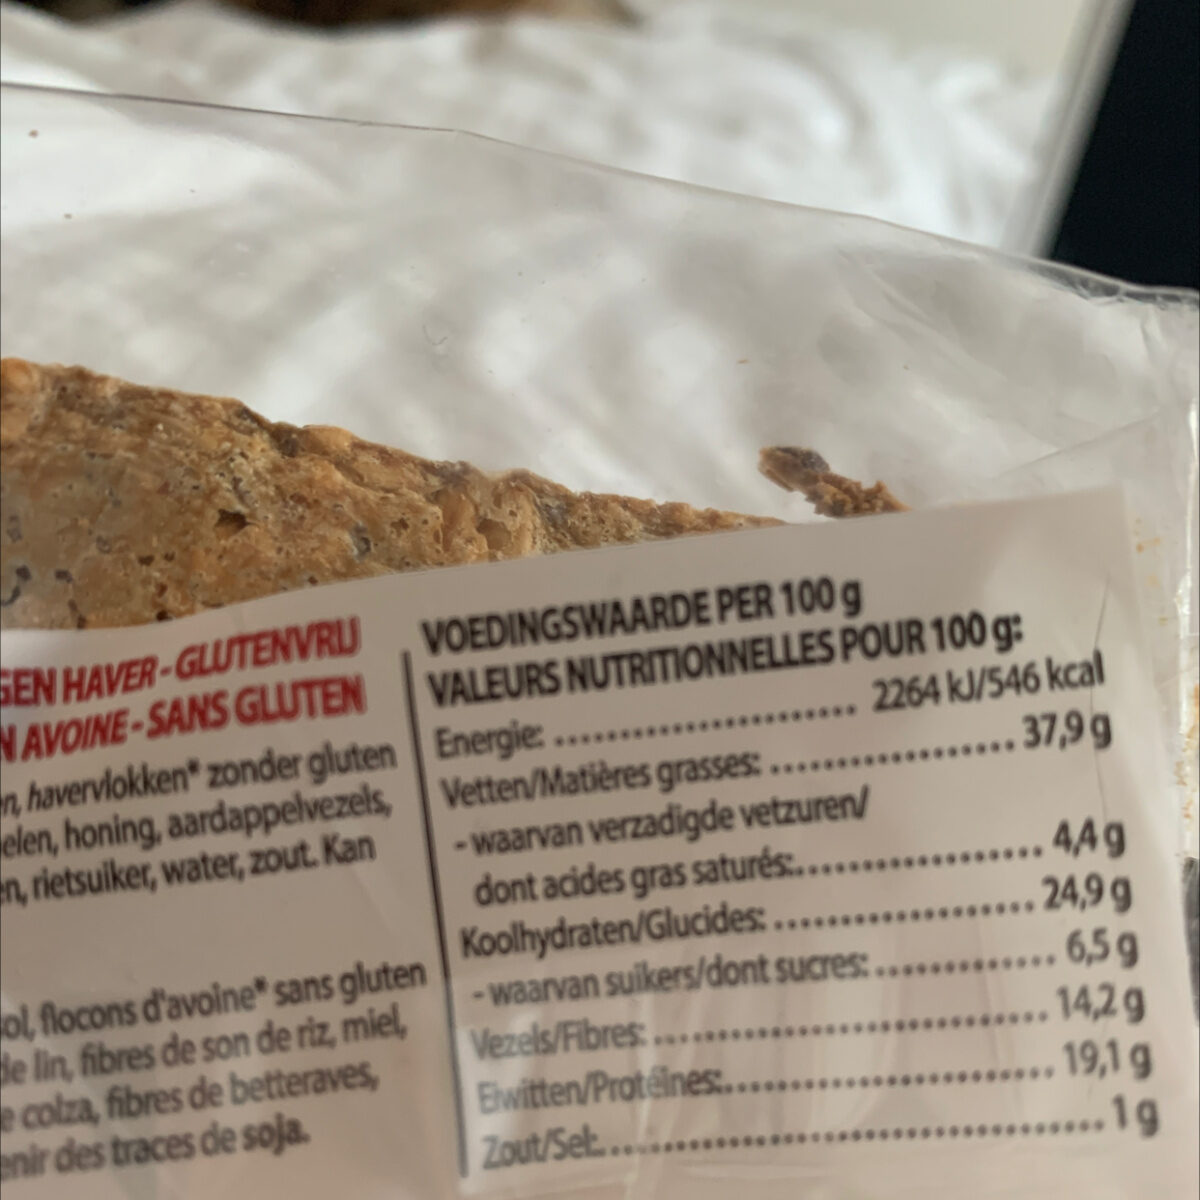 GEN HAVER - GLUTENVRIJ
N AVOINE - SANS GLUTEN
en, havervlokken* zonder gluten
elen, honing, aardappelvezels,
en, rietsuiker, water, zout. Kan
sol, flocons d'avoine* sans gluten
de lin, fibres de son de riz, miel,
e colza, fibres de betteraves,
enir des traces de soja.
VOEDINGSWAARDE PER 100 g
VALEURS NUTRITIONNELLES POUR 100 g:
Energie: .......................... 2264 kJ/546 kcal
Vetten/Matières grasses: .................... 37,9 g
- waarvan verzadigde vetzuren/
dont acides gras saturés:.................... 4,4 g
Koolhydraten/Glucides: ...................... 24,9 g
- waarvan suikers/dont sucres: ............... 6,5 g
Vezels/Fibres: ................................. 14,2 g
Eiwitten/Protéines:........................... 19,1 g
Zout/Sel:......................................... 1 g